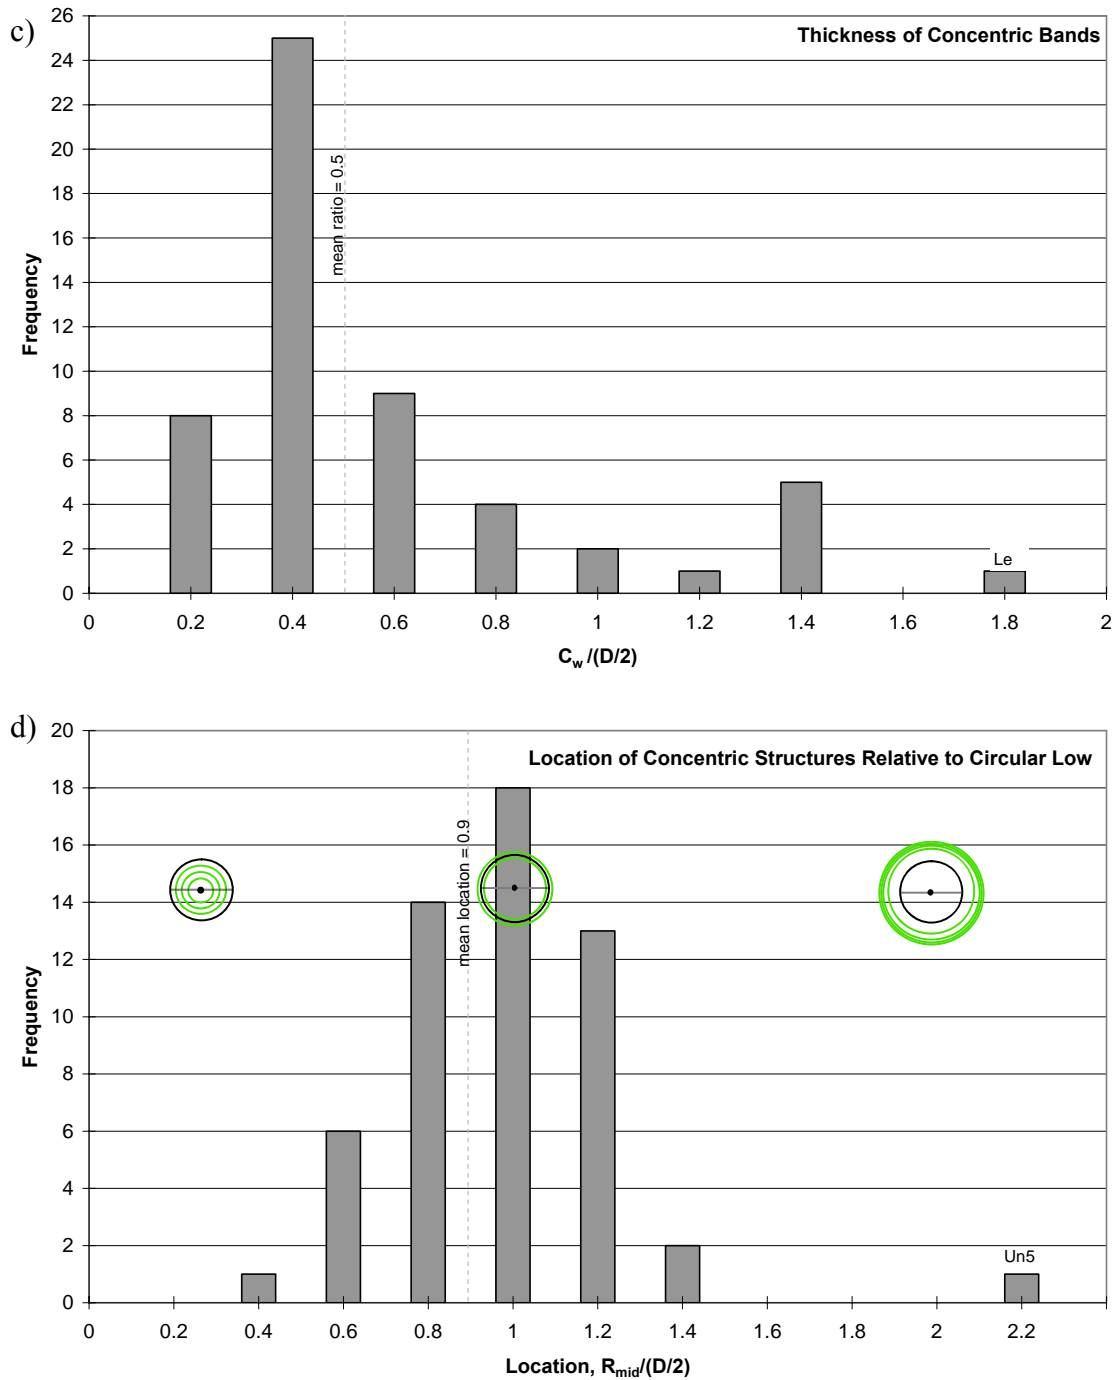 c)
Thickness of Concentric Bands
26
24
22
20
18
16
14
12
10
8
6
4
2
0
Frequency
mean ratio = 0.5
Le
0 0.2 0.4 0.6 0.8 1 1.2 1.4 1.6 1.8 2
C_w/(D/2)
d)
Location of Concentric Structures Relative to Circular Low
20
18
16
14
12
10
8
6
4
2
0
Frequency
mean location = 0.9
Un5
0 0.2 0.4 0.6 0.8 1 1.2 1.4 1.6 1.8 2 2.2
Location, R_mid/(D/2)